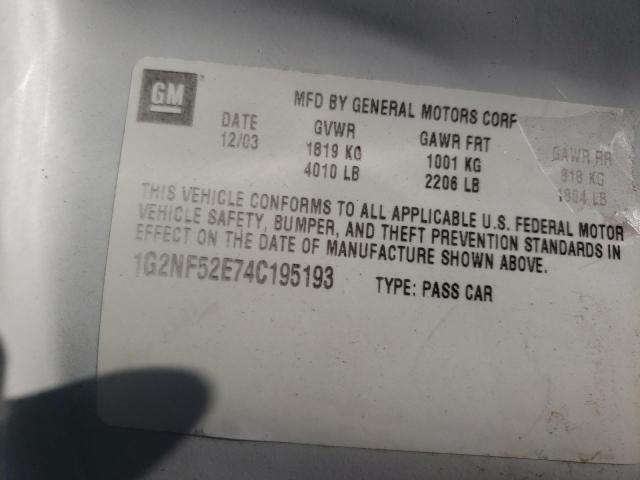 GM
MFD BY GENERAL MOTORS CORP
DATE GVWR GAWR FRT GAWR RR
12/03 1819 KG 1001 KG 818 KG
4010 LB 2206 LB 1804 LB
THIS VEHICLE CONFORMS TO ALL APPLICABLE U.S. FEDERAL MOTOR
VEHICLE SAFETY, BUMPER, AND THEFT PREVENTION STANDARDS IN
EFFECT ON THE DATE OF MANUFACTURE SHOWN ABOVE.
1G2NF52E74C195193 TYPE: PASS CAR